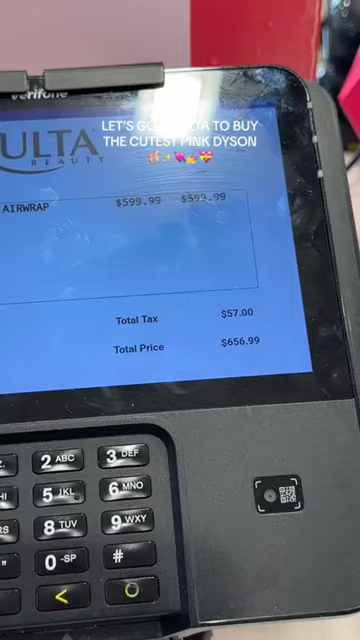 verifone
LET'S GO TO ULTA TO BUY
THE CUTEST PINK DYSON
ULTA
BEAUTY
AIRWRAP $599.99 $599.99
Total Tax $57.00
Total Price $656.99
2 ABC 3 DEF
5 JKL 6 MNO
8 TUV 9 WXY
0 -SP #
< O